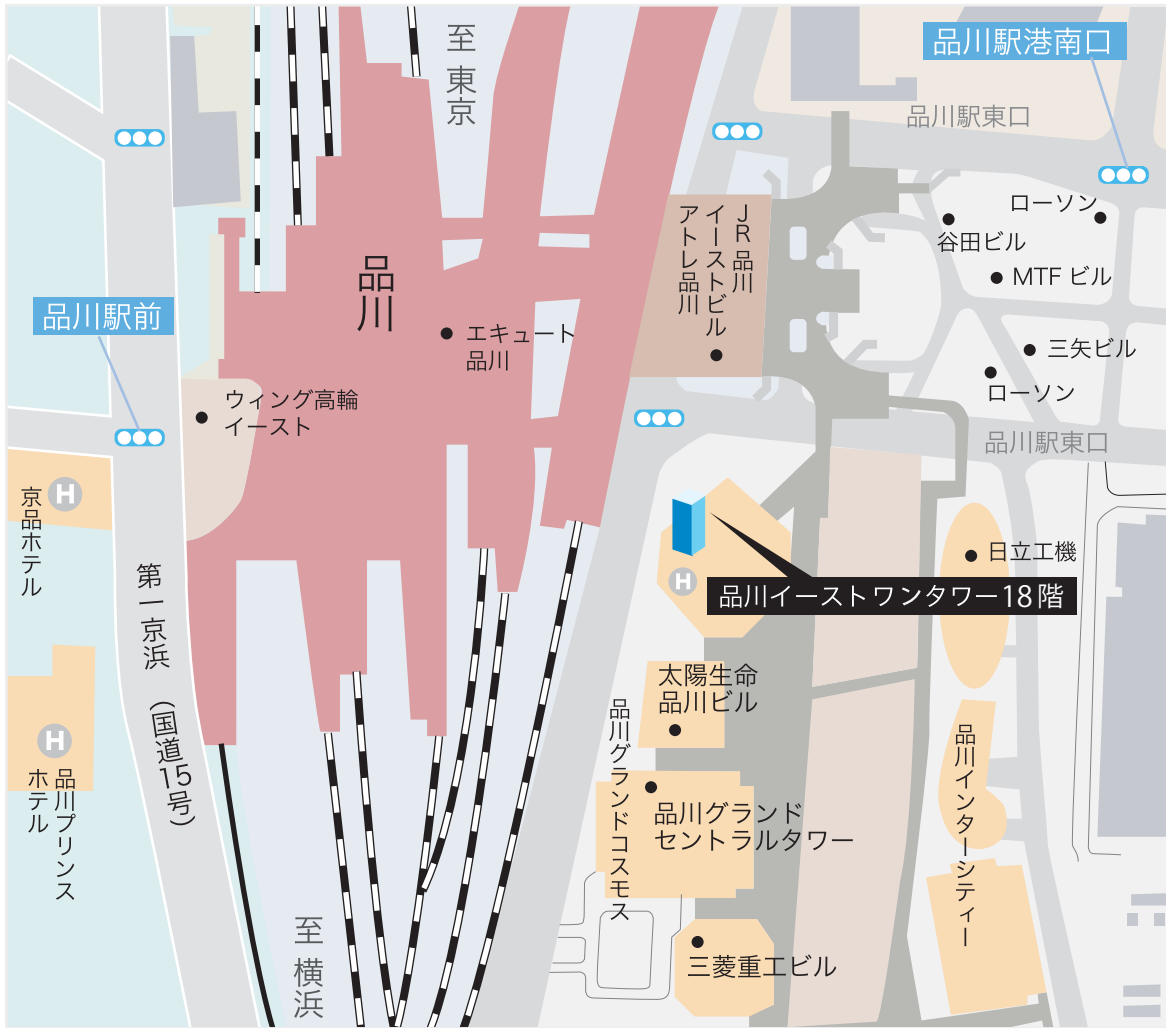 至 東京
品川駅港南口
品川駅東口
ローソン
谷田ビル
MTF ビル
JR 品川
イーストビル
アトレ品川
品川
品川駅前
エキュート
品川
三矢ビル
ローソン
ウィング高輪
イースト
品川駅東口
H
京品ホテル
日立工機
H
品川イーストワンタワー18階
第一京浜 (国道15号)
太陽生命
品川ビル
品川グランドコスモス
H
品川プリンス
ホテル
品川インターシティー
品川グランド
セントラルタワー
至 横浜
三菱重工ビル